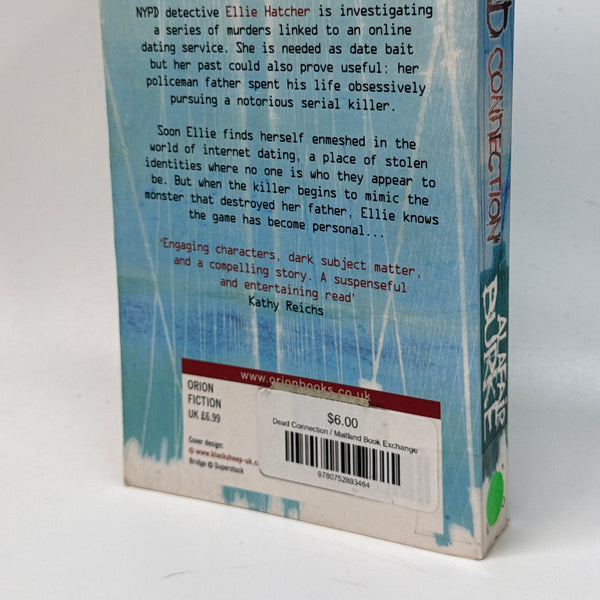 NYPD detective Ellie Hatcher is investigating
a series of murders linked to an online
dating service. She is needed as date bait
but her past could also prove useful: her
policeman father spent his life obsessively
pursuing a notorious serial killer.
Soon Ellie finds herself enmeshed in the
world of internet dating, a place of stolen
identities where no one is who they appear to
be. But when the killer begins to mimic the
monster that destroyed her father, Ellie knows
the game has become personal...
'Engaging characters, dark subject matter,
and a compelling story. A suspenseful
and entertaining read'
Kathy Reichs
www.orionbooks.co.uk
ORION
FICTION
UK £6.99
Cover design:
© www.blacksheep-uk.c
Bridge © Superstock
$6.00
Dead Connection / Maitland Book Exchange
9780752893464
D CONNECTION
ALAFAIR
BURKE